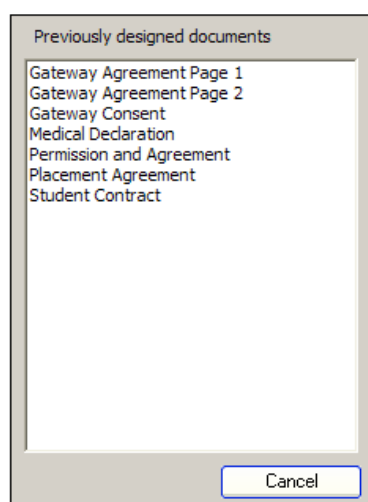 Previously designed documents
Gateway Agreement Page 1
Gateway Agreement Page 2
Gateway Consent
Medical Declaration
Permission and Agreement
Placement Agreement
Student Contract
Cancel